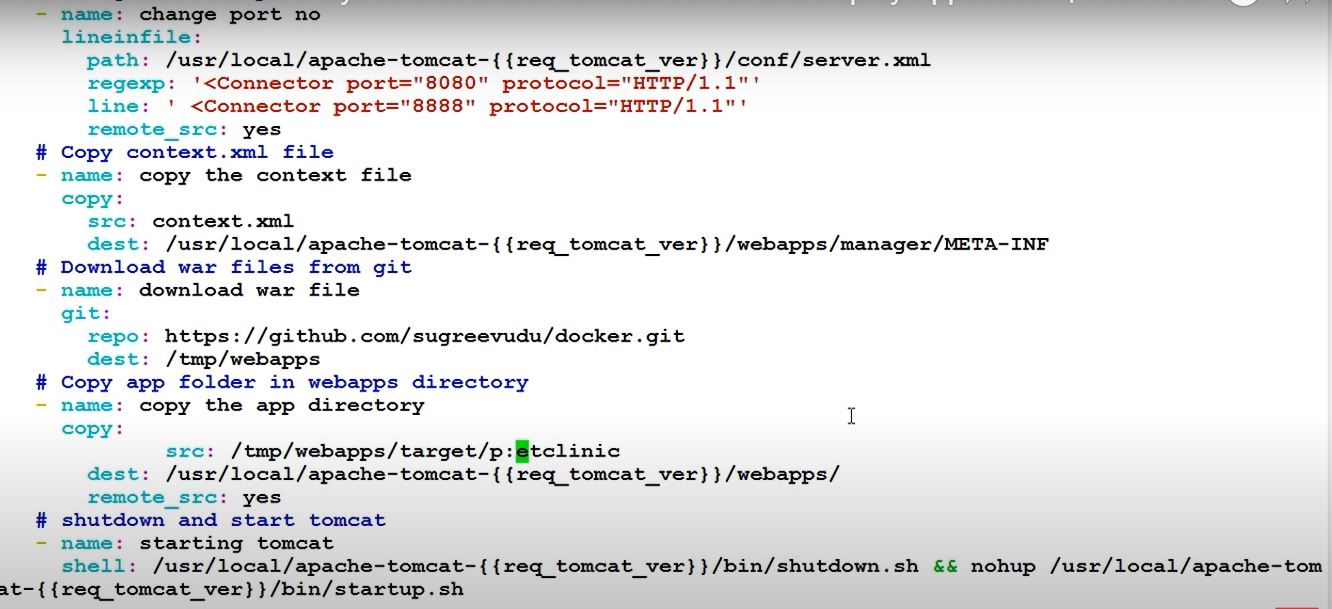 - name: change port no
  lineinfile:
    path: /usr/local/apache-tomcat-{{req_tomcat_ver}}/conf/server.xml
    regexp: '<Connector port="8080" protocol="HTTP/1.1"'
    line: ' <Connector port="8888" protocol="HTTP/1.1"'
    remote_src: yes
# Copy context.xml file
- name: copy the context file
  copy:
    src: context.xml
    dest: /usr/local/apache-tomcat-{{req_tomcat_ver}}/webapps/manager/META-INF
# Download war files from git
- name: download war file
  git:
    repo: https://github.com/sugreevudu/docker.git
    dest: /tmp/webapps
# Copy app folder in webapps directory
- name: copy the app directory
  copy:
          src: /tmp/webapps/target/p:etclinic
    dest: /usr/local/apache-tomcat-{{req_tomcat_ver}}/webapps/
    remote_src: yes
# shutdown and start tomcat
- name: starting tomcat
  shell: /usr/local/apache-tomcat-{{req_tomcat_ver}}/bin/shutdown.sh && nohup /usr/local/apache-tom
at-{{req_tomcat_ver}}/bin/startup.sh